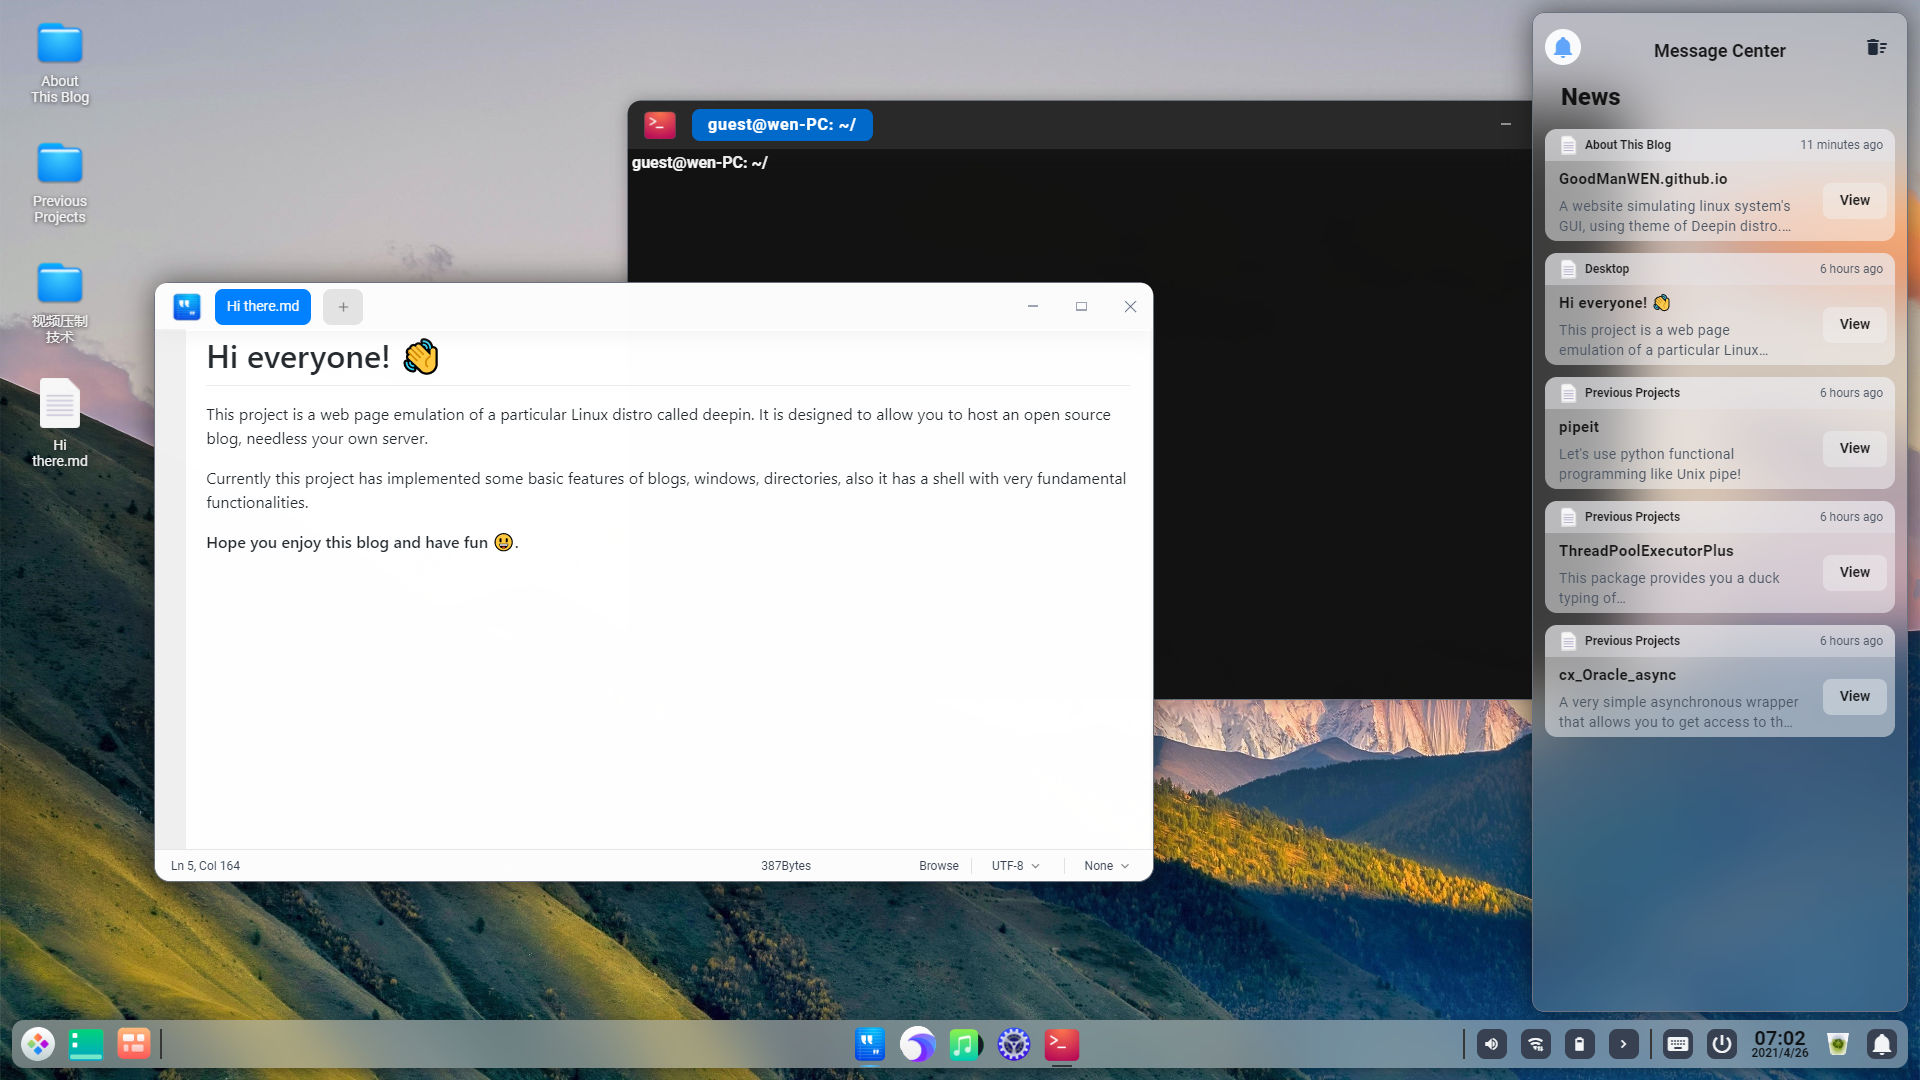 About
This Blog
Previous
Projects
视频压制
技术
Hi
there.md
guest@wen-PC: ~/
guest@wen-PC: ~/
Hi there.md
Hi everyone! 👋
This project is a web page emulation of a particular Linux distro called deepin. It is designed to allow you to host an open source
blog, needless your own server.
Currently this project has implemented some basic features of blogs, windows, directories, also it has a shell with very fundamental
functionalities.
Hope you enjoy this blog and have fun 😃.
Ln 5, Col 164
387Bytes
Browse
UTF-8
None
Message Center
News
About This Blog
11 minutes ago
GoodManWEN.github.io
A website simulating linux system's
GUI, using theme of Deepin distro....
View
Desktop
6 hours ago
Hi everyone! 👋
This project is a web page
emulation of a particular Linux...
View
Previous Projects
6 hours ago
pipeit
Let's use python functional
programming like Unix pipe!
View
Previous Projects
6 hours ago
ThreadPoolExecutorPlus
This package provides you a duck
typing of...
View
Previous Projects
6 hours ago
cx_Oracle_async
A very simple asynchronous wrapper
that allows you to get access to th...
View
07:02
2021/4/26